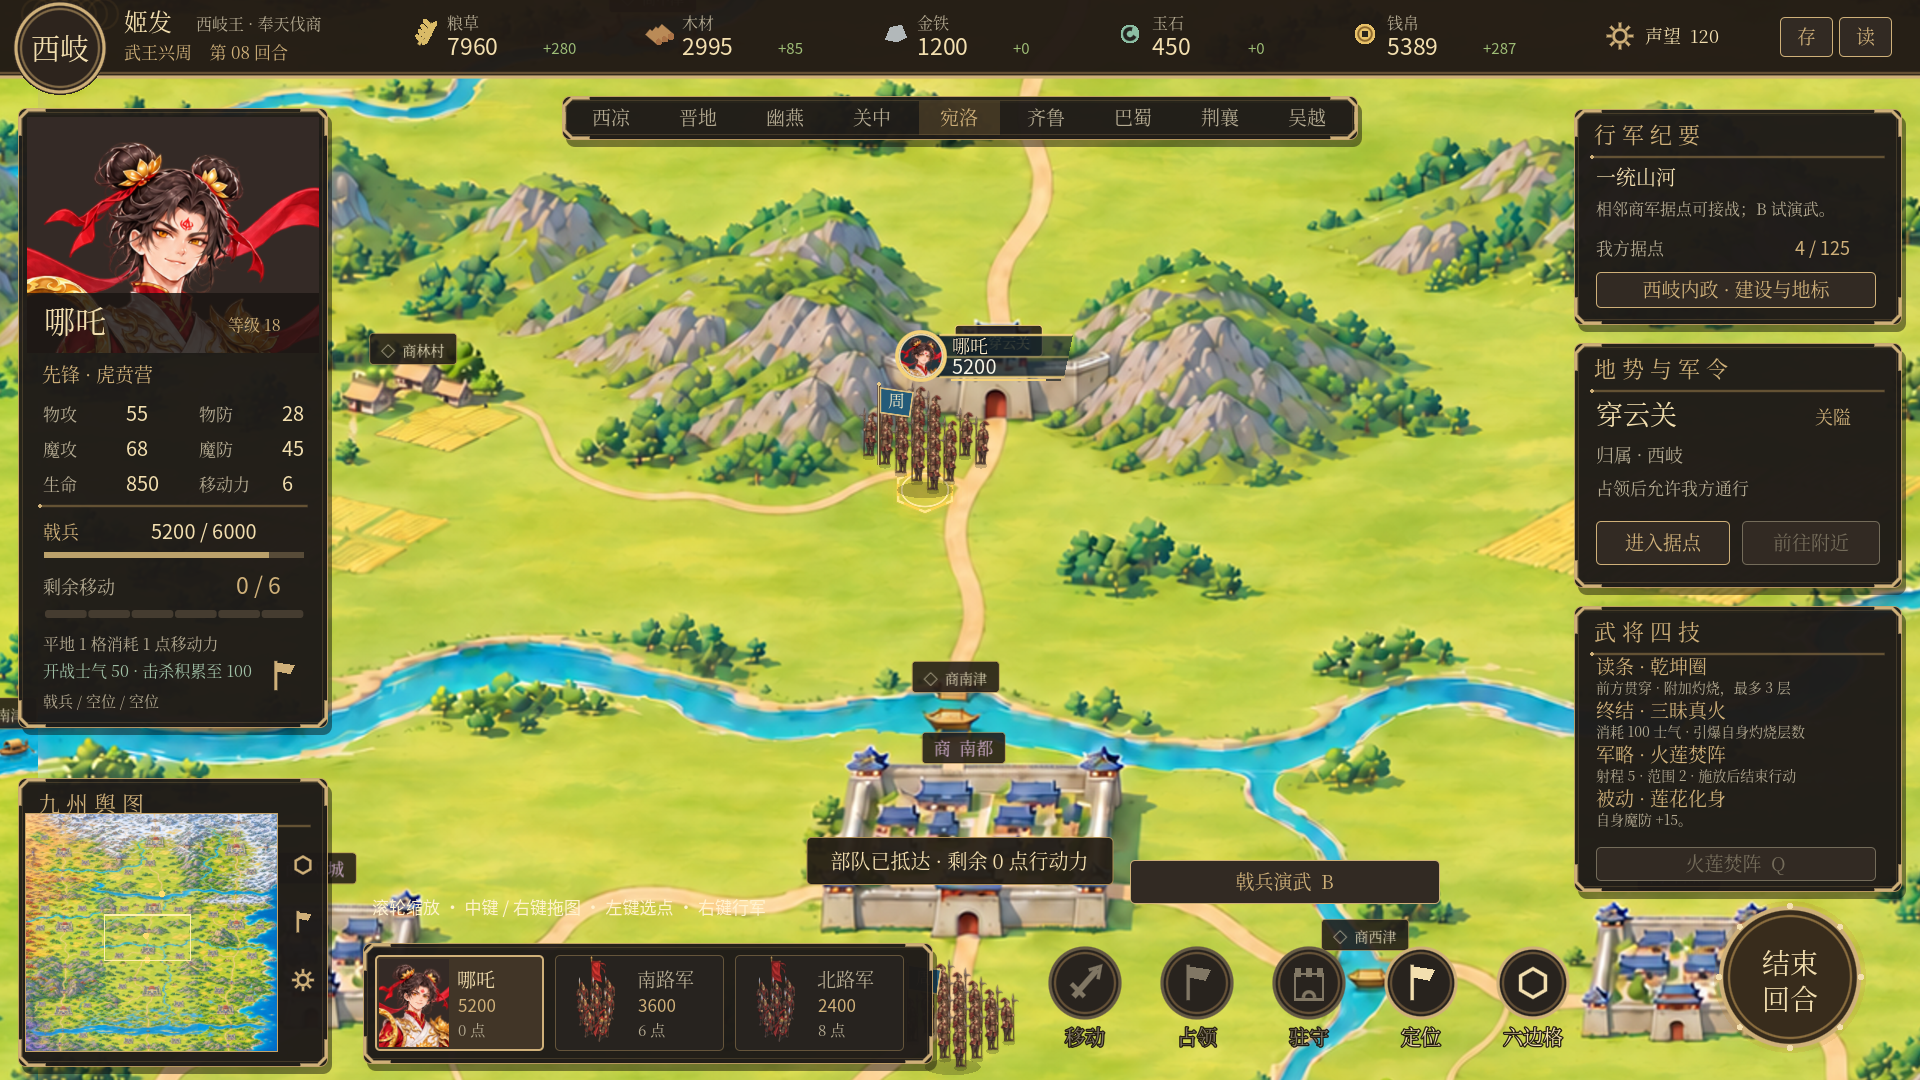 西岐
姬发 西岐王 · 奉天伐商
武王兴周 第 08 回合
粮草
7960 +280
木材
2995 +85
金铁
1200 +0
玉石
450 +0
钱帛
5389 +287
声望 120
存 读
西凉 晋地 幽燕 关中 宛洛 齐鲁 巴蜀 荆襄 吴越
哪吒 等级 18
先锋 · 虎贲营
物攻 55 物防 28
魔攻 68 魔防 45
生命 850 移动力 6
戟兵 5200 / 6000
剩余移动 0 / 6
平地 1 格消耗 1 点移动力
开战士气 50 · 击杀积累至 100
戟兵 / 空位 / 空位
九州舆图
城
商林村
哪吒
5200
周
商南津
商 南都
部队已抵达 · 剩余 0 点行动力
戟兵演武 B
商西津
滚轮缩放 · 中键 / 右键拖图 · 左键选点 · 右键行军
哪吒
5200
0 点
南路军
3600
6 点
北路军
2400
8 点
移动 占领 驻守 定位 六边格
结束
回合
行军纪要
一统山河
相邻商军据点可接战；B 试演武。
我方据点 4 / 125
西岐内政 · 建设与地标
地势与军令
穿云关 关隘
归属 · 西岐
占领后允许我方通行
进入据点 前往附近
武将四技
读条 · 乾坤圈
前方贯穿 · 附加灼烧，最多 3 层
终结 · 三昧真火
消耗 100 士气 · 引爆自身灼烧层数
军略 · 火莲焚阵
射程 5 · 范围 2 · 施放后结束行动
被动 · 莲花化身
自身魔防 +15。
火莲焚阵 Q